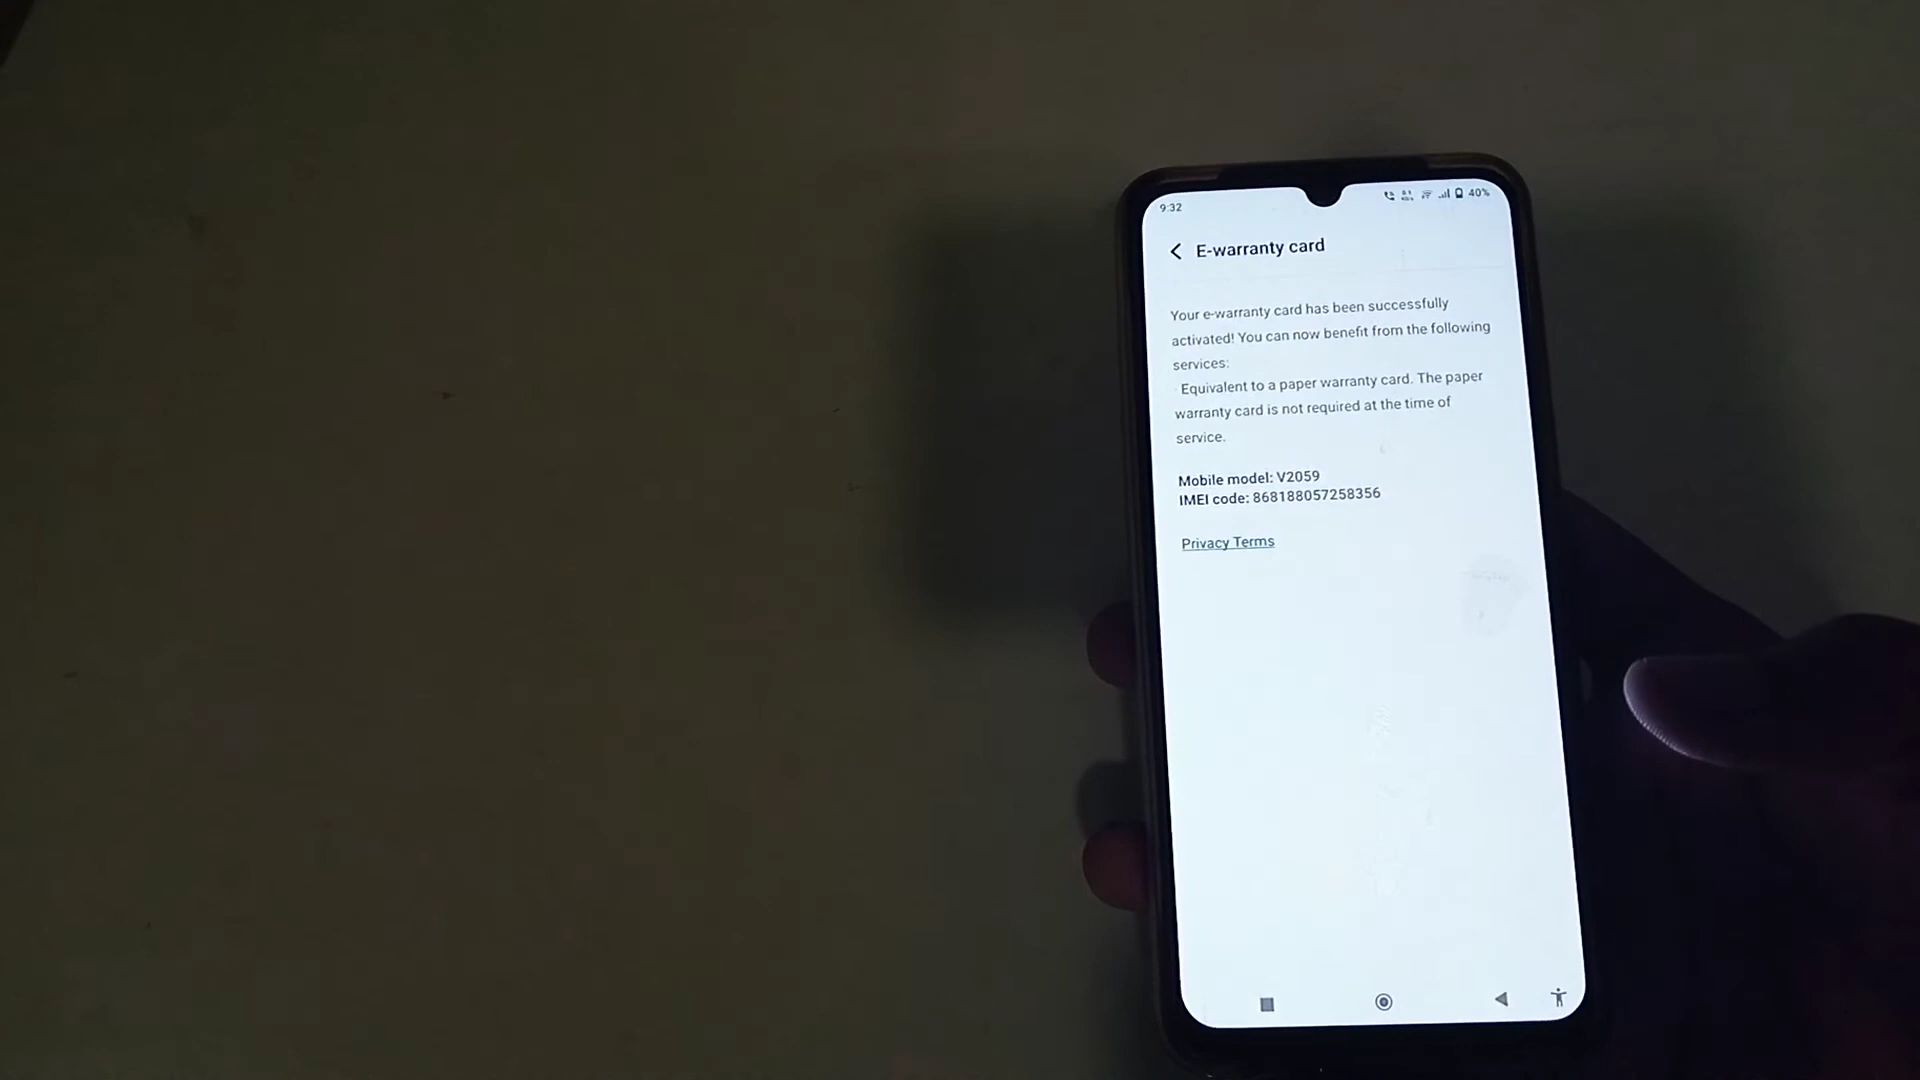 9:32
40%
E-warranty card
Your e-warranty card has been successfully
activated! You can now benefit from the following
services:
· Equivalent to a paper warranty card. The paper
warranty card is not required at the time of
service.
Mobile model: V2059
IMEI code: 868188057258356
Privacy Terms